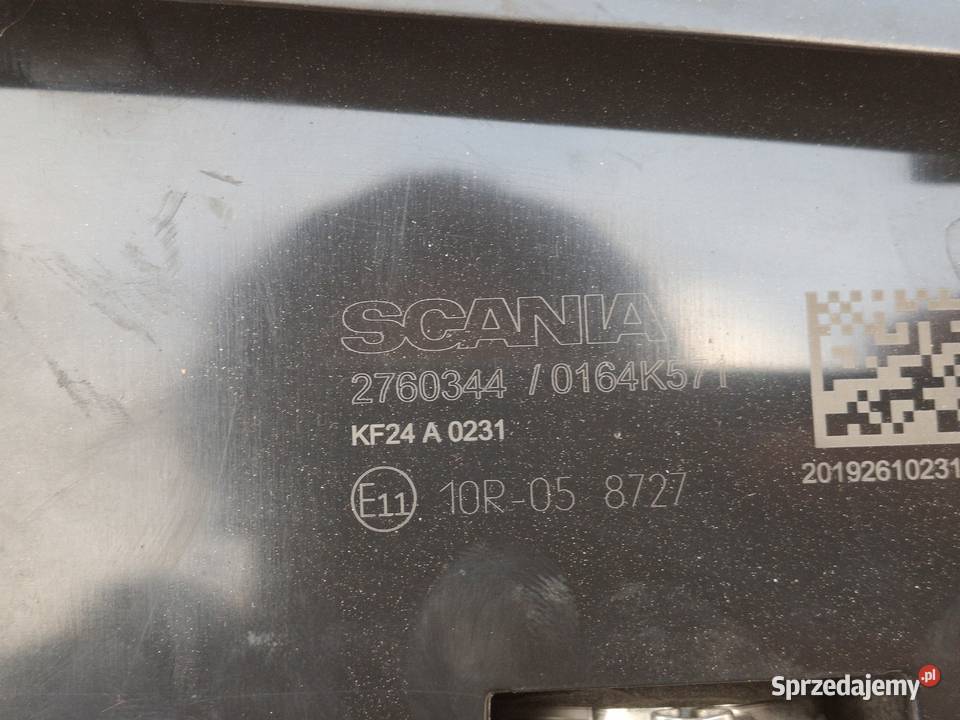 SCANIA
2760344 / 0164K571
KF24 A 0231
20192610231
E11 10R-05 8727
Sprzedajemy.pl